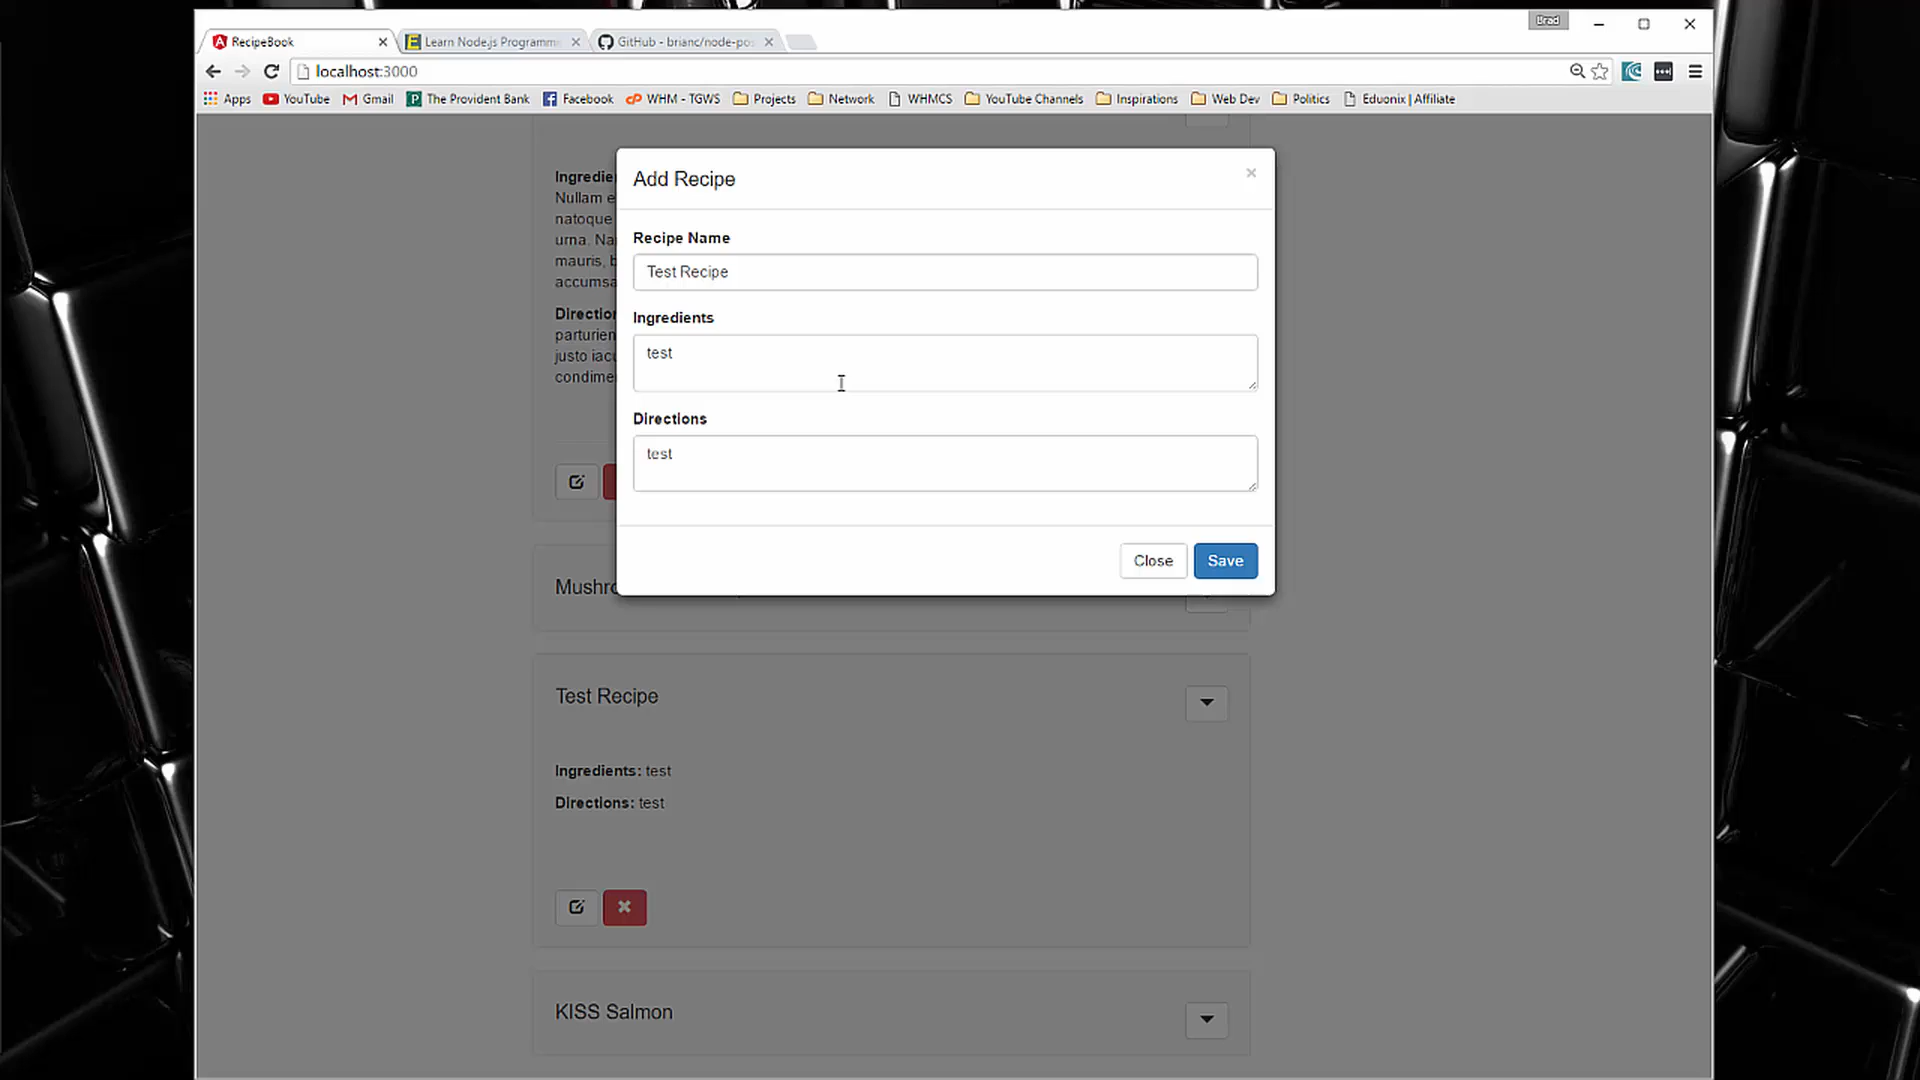 Brad
RecipeBook
Learn Node.js Programm
GitHub - brianc/node-po
localhost:3000
Apps
YouTube
Gmail
The Provident Bank
Facebook
WHM - TGWS
Projects
Network
WHMCS
YouTube Channels
Inspirations
Web Dev
Politics
Eduonix | Affiliate
Add Recipe
×
Recipe Name
Test Recipe
Ingredients
test
Directions
test
Close
Save
Ingredie
Nullam e
natoque
urna. Na
mauris, b
accumsa
Direction
parturien
justo iacu
condime
Mushro
Test Recipe
Ingredients: test
Directions: test
KISS Salmon